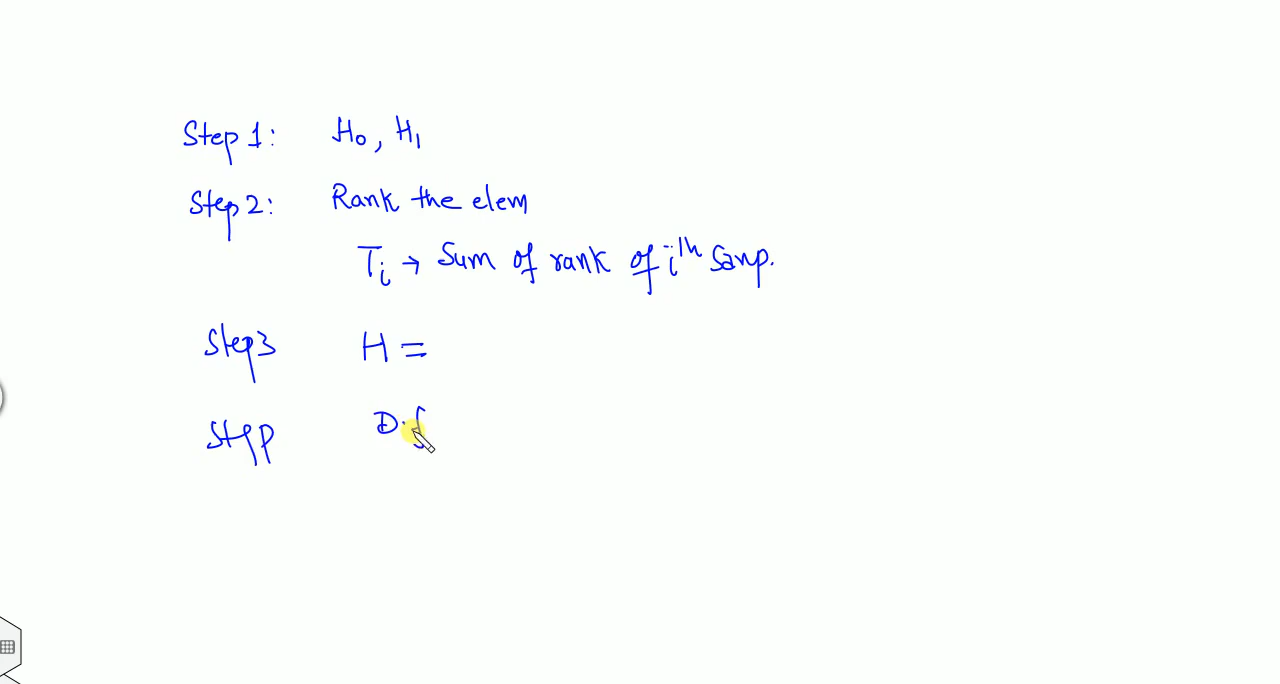 Step 1: H₀, H₁
Step 2: Rank the elem
Tᵢ → Sum of rank of iᵗʰ Samp.
Step3 H =
Step D.f